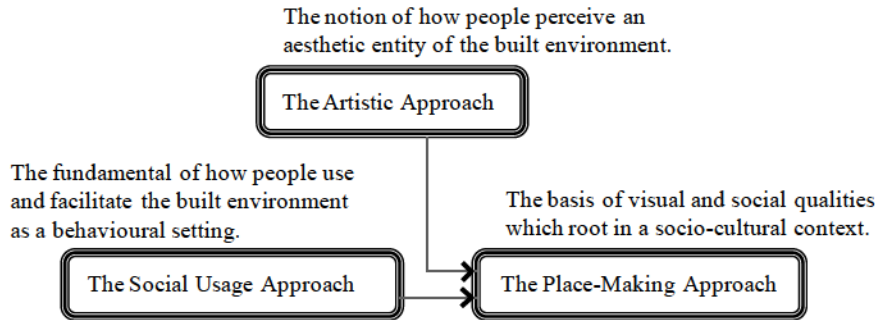 The notion of how people perceive an
aesthetic entity of the built environment.
The Artistic Approach
The fundamental of how people use
and facilitate the built environment
as a behavioural setting.
The Social Usage Approach
The basis of visual and social qualities
which root in a socio-cultural context.
The Place-Making Approach